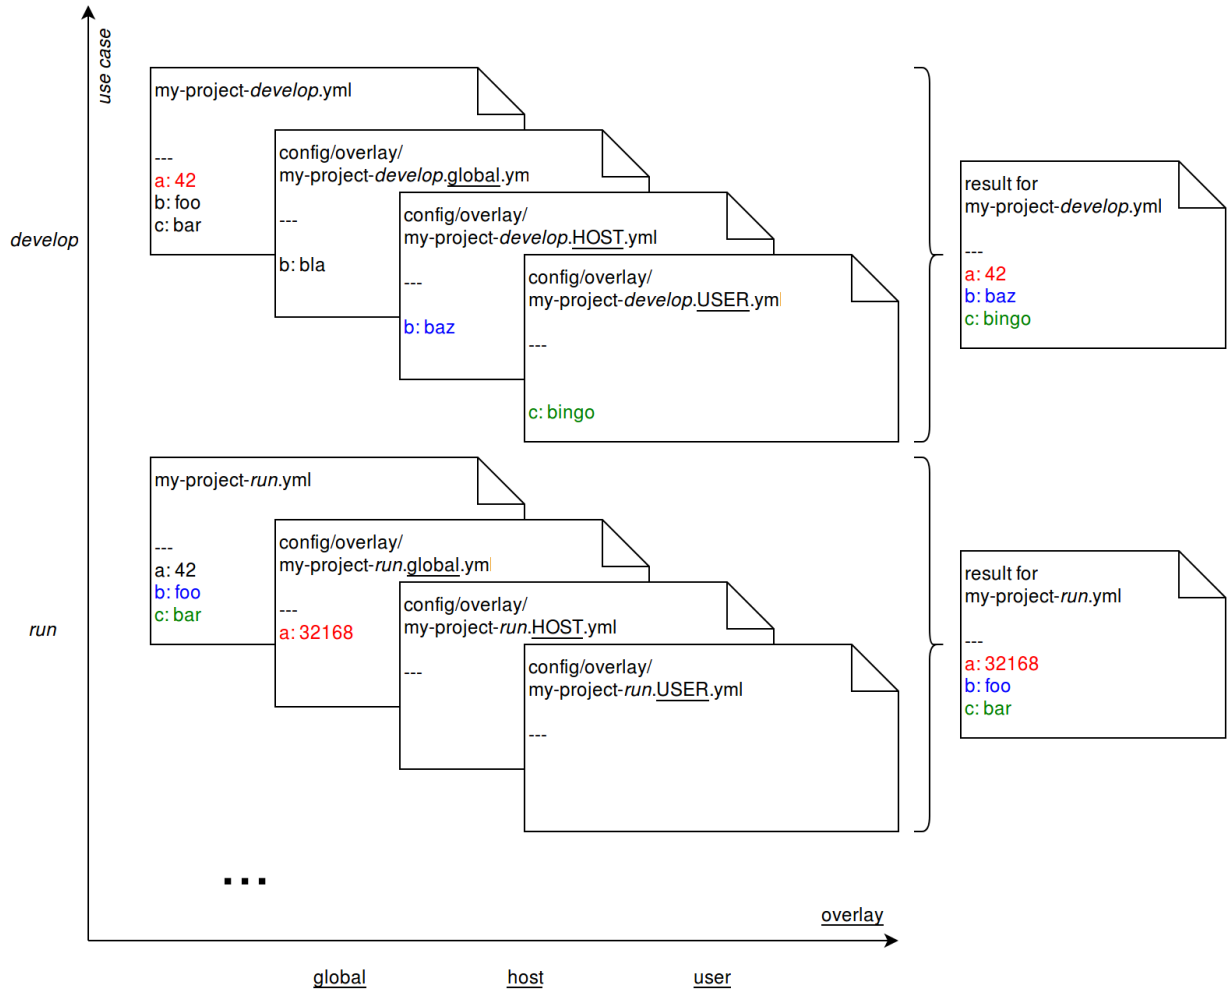 use case
my-project-develop.yml
---
a: 42
b: foo
c: bar
config/overlay/
my-project-develop.global.ym
---
b: bla
config/overlay/
my-project-develop.HOST.yml
---
b: baz
config/overlay/
my-project-develop.USER.yml
---
c: bingo
result for
my-project-develop.yml
---
a: 42
b: baz
c: bingo
develop
my-project-run.yml
---
a: 42
b: foo
c: bar
config/overlay/
my-project-run.global.yml
---
a: 32168
config/overlay/
my-project-run.HOST.yml
---
config/overlay/
my-project-run.USER.yml
---
result for
my-project-run.yml
---
a: 32168
b: foo
c: bar
run
...
overlay
global
host
user